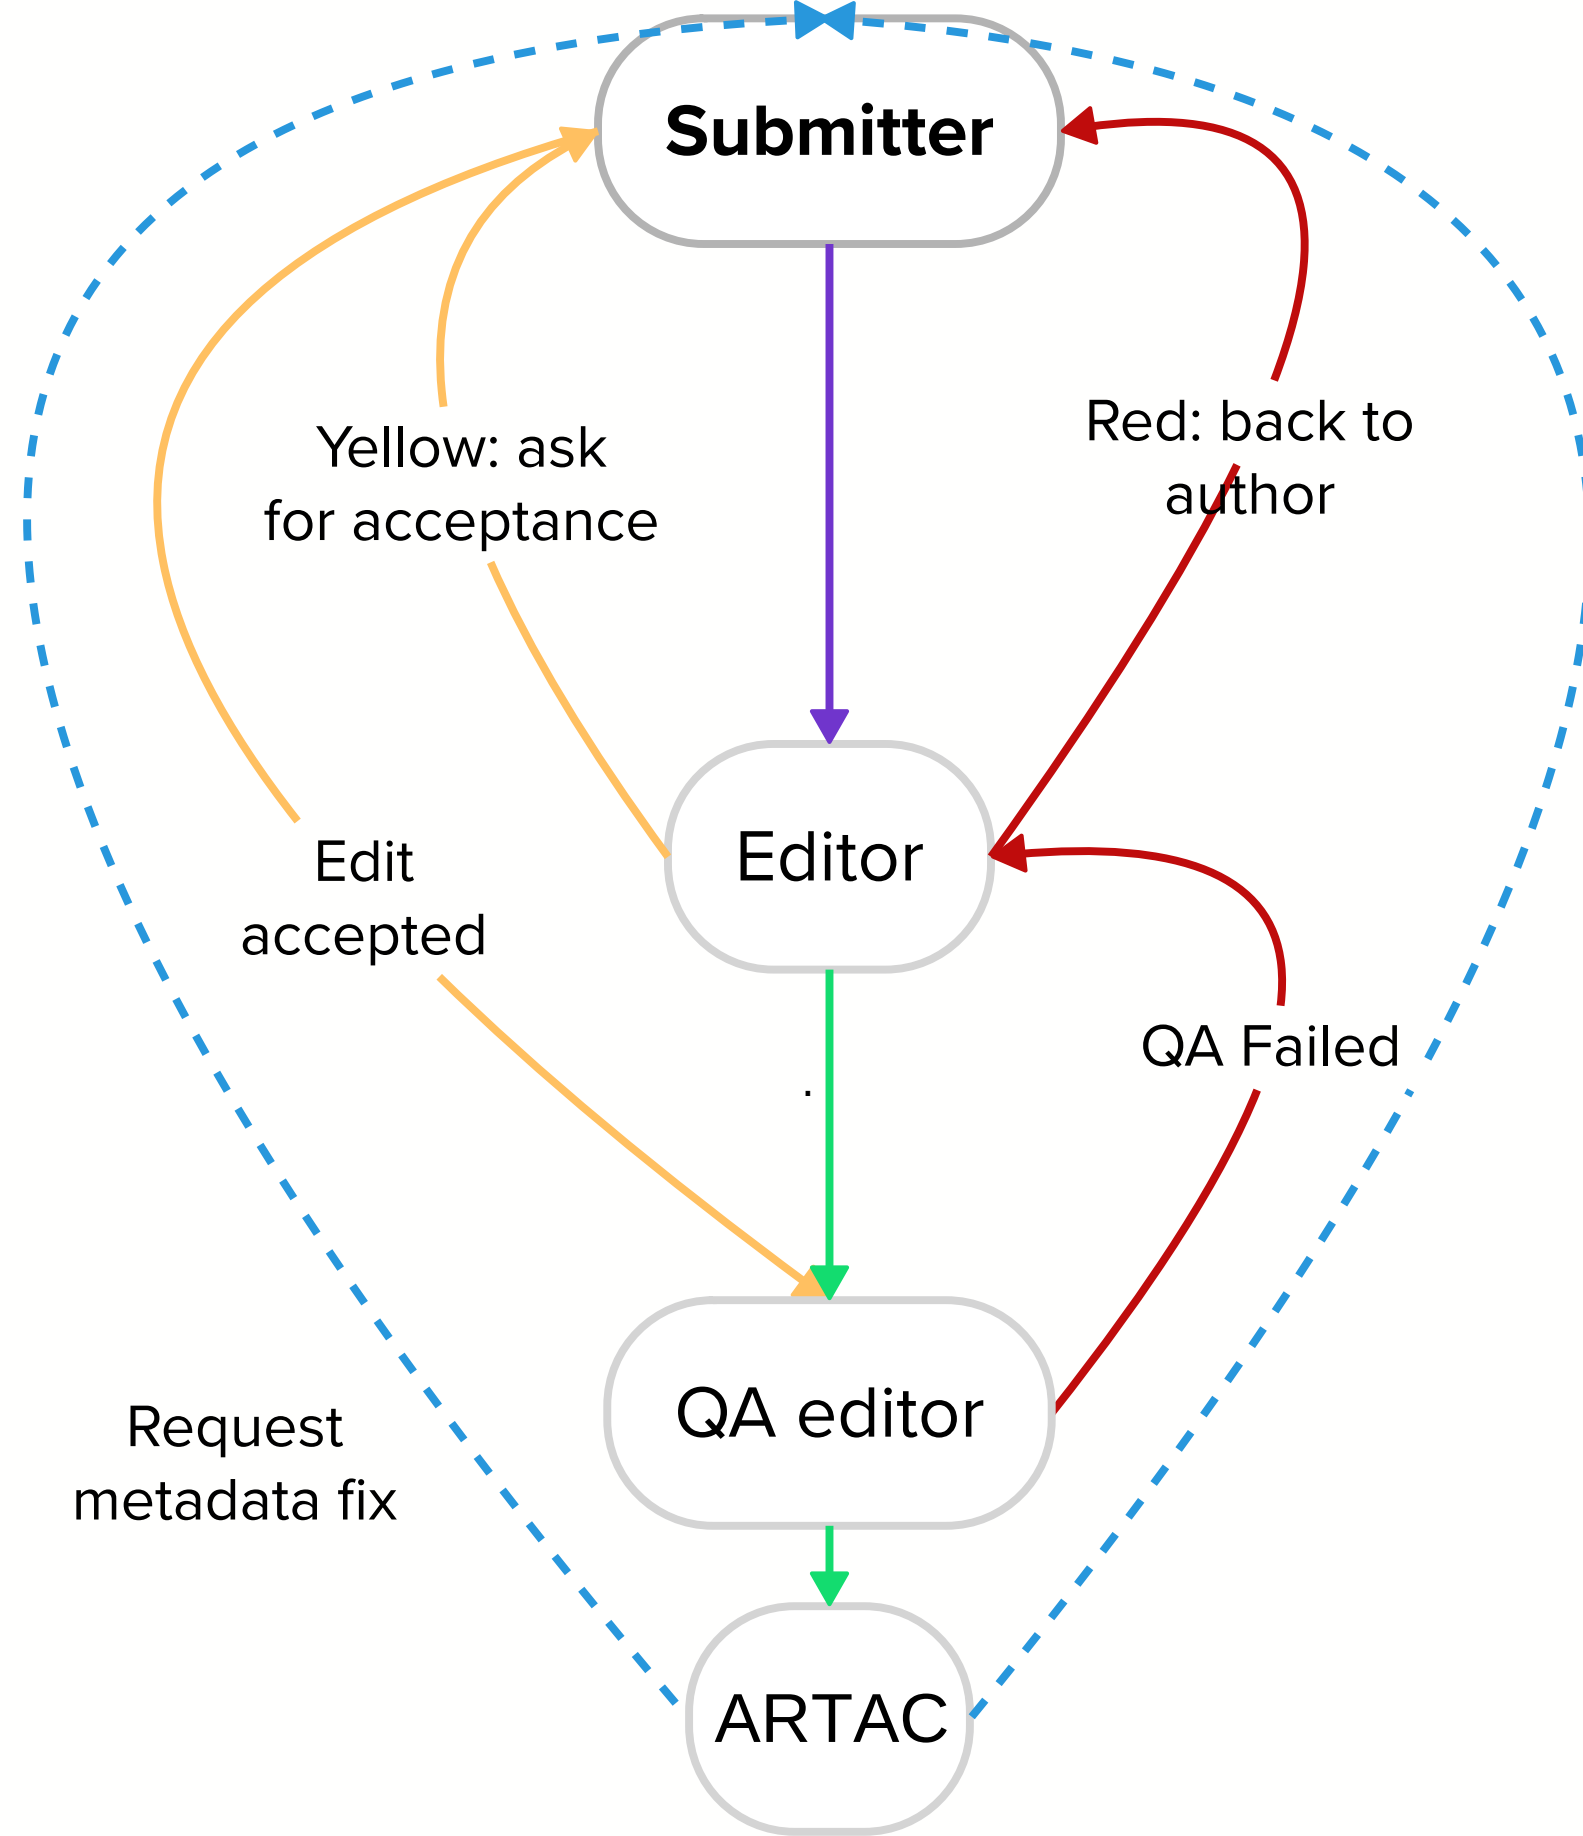 Submitter
Yellow: ask
for acceptance
Red: back to
author
Editor
Edit
accepted
QA Failed
.
QA editor
Request
metadata fix
ARTAC